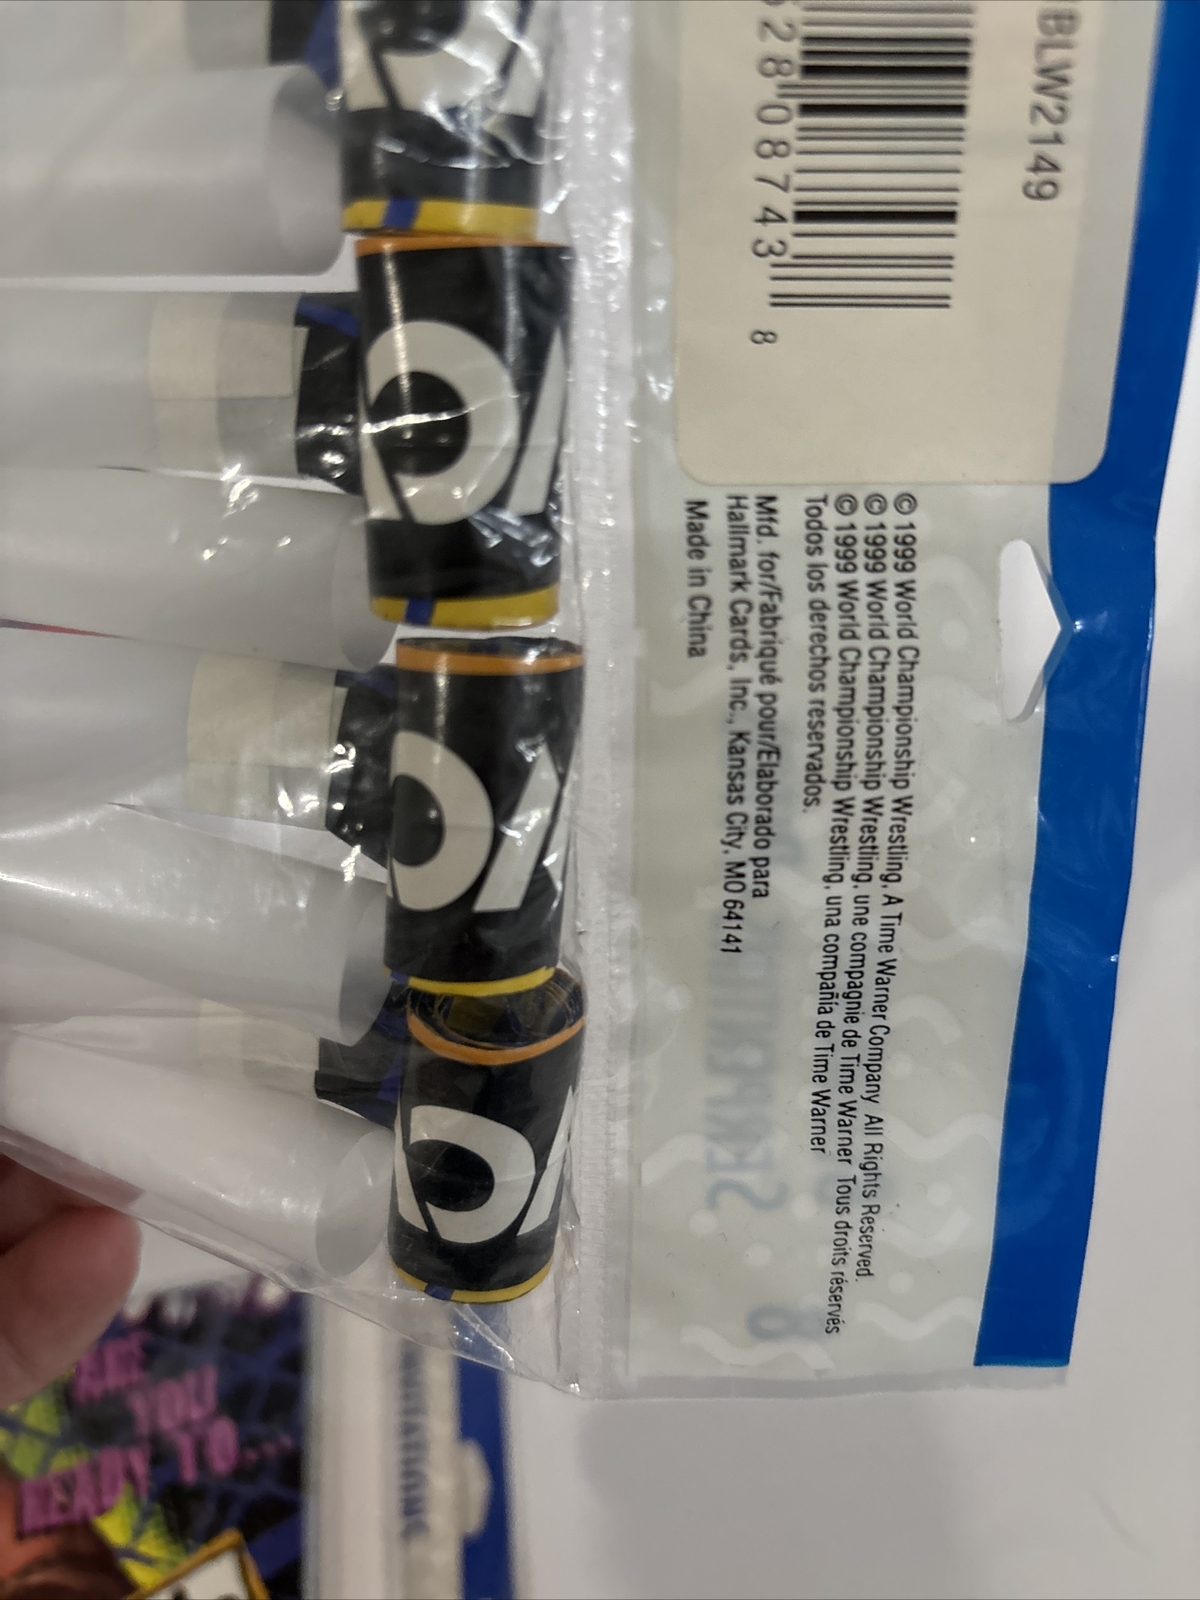 BLW2149
28 08743 8
© 1999 World Championship Wrestling, A Time Warner Company All Rights Reserved.
© 1999 World Championship Wrestling, une compagnie de Time Warner Tous droits réservés
© 1999 World Championship Wrestling, una compañía de Time Warner
Todos los derechos reservados.
Mfd. for/Fabriqué pour/Elaborado para
Hallmark Cards, Inc., Kansas City, MO 64141
Made in China
8
ARE
YOU
READY TO...